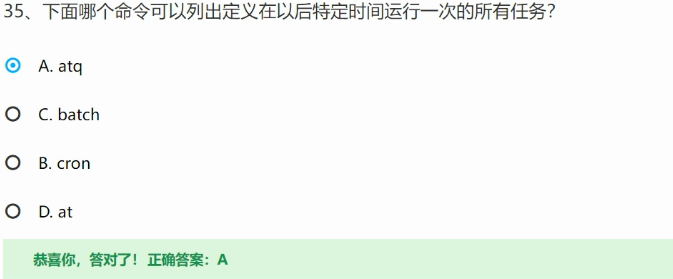 35、下面哪个命令可以列出定义在以后特定时间运行一次的所有任务？
A. atq
C. batch
B. cron
D. at
恭喜你，答对了！正确答案：A